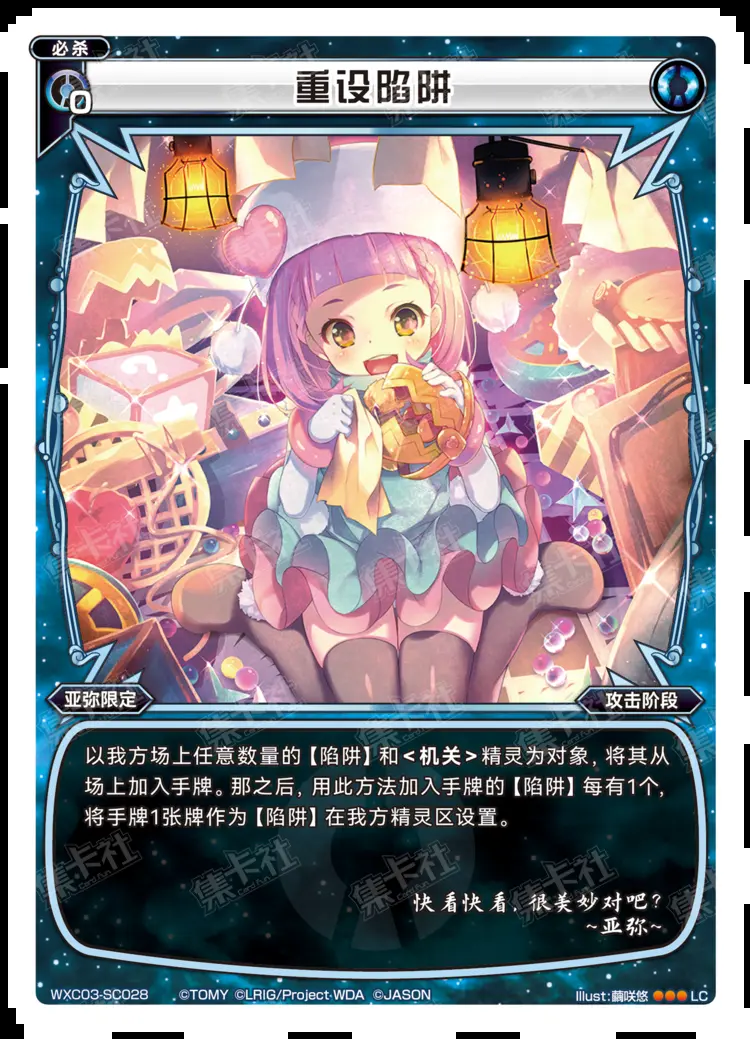 必杀
0
重设陷阱
亚弥限定
攻击阶段
以我方场上任意数量的【陷阱】和<机关>精灵为对象，将其从
场上加入手牌。那之后，用此方法加入手牌的【陷阱】每有1个，
将手牌1张牌作为【陷阱】在我方精灵区设置。
快看快看，很美妙对吧？
~亚弥~
WXC03-SC028 ©TOMY ©LRIG/Project WDA ©JASON
Illust:繭咲悠 LC
集卡社